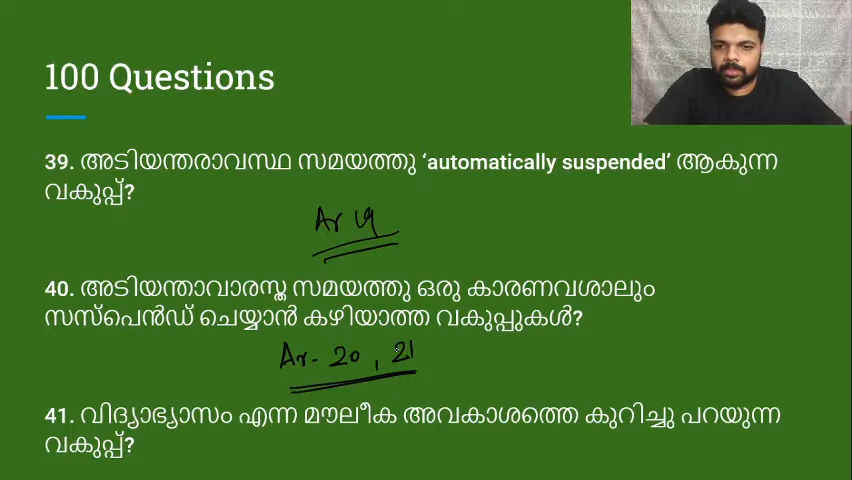 100 Questions
39. അടിയന്തരാവസ്ഥ സമയത്തു ‘automatically suspended’ ആകുന്ന
വകുപ്പ്?
Ar 19
40. അടിയന്താവാരസ്ത സമയത്തു ഒരു കാരണവശാലും
സസ്പെൻഡ് ചെയ്യാൻ കഴിയാത്ത വകുപ്പുകൾ?
Ar - 20 , 21
41. വിദ്യാഭ്യാസം എന്ന മൗലീക അവകാശത്തെ കുറിച്ചു പറയുന്ന
വകുപ്പ്?